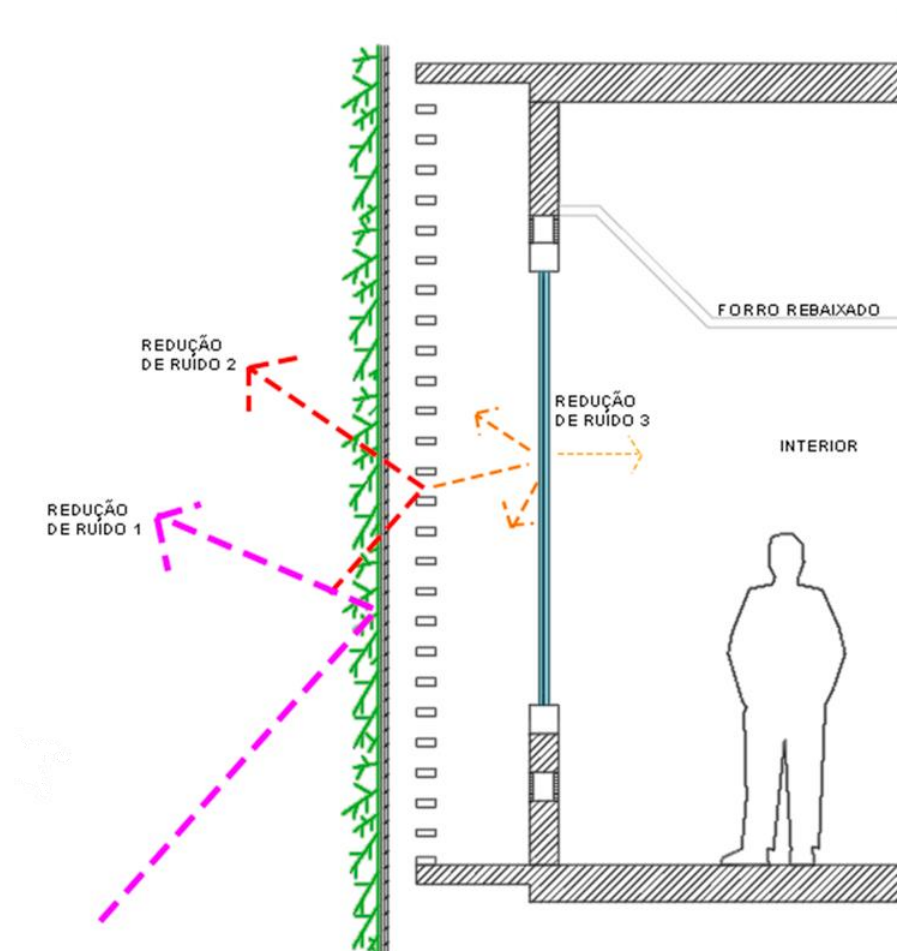 FORRO REBAIXADO
REDUÇÃO
DE RUÍDO 2
REDUÇÃO
DE RUÍDO 3
INTERIOR
REDUÇÃO
DE RUÍDO 1